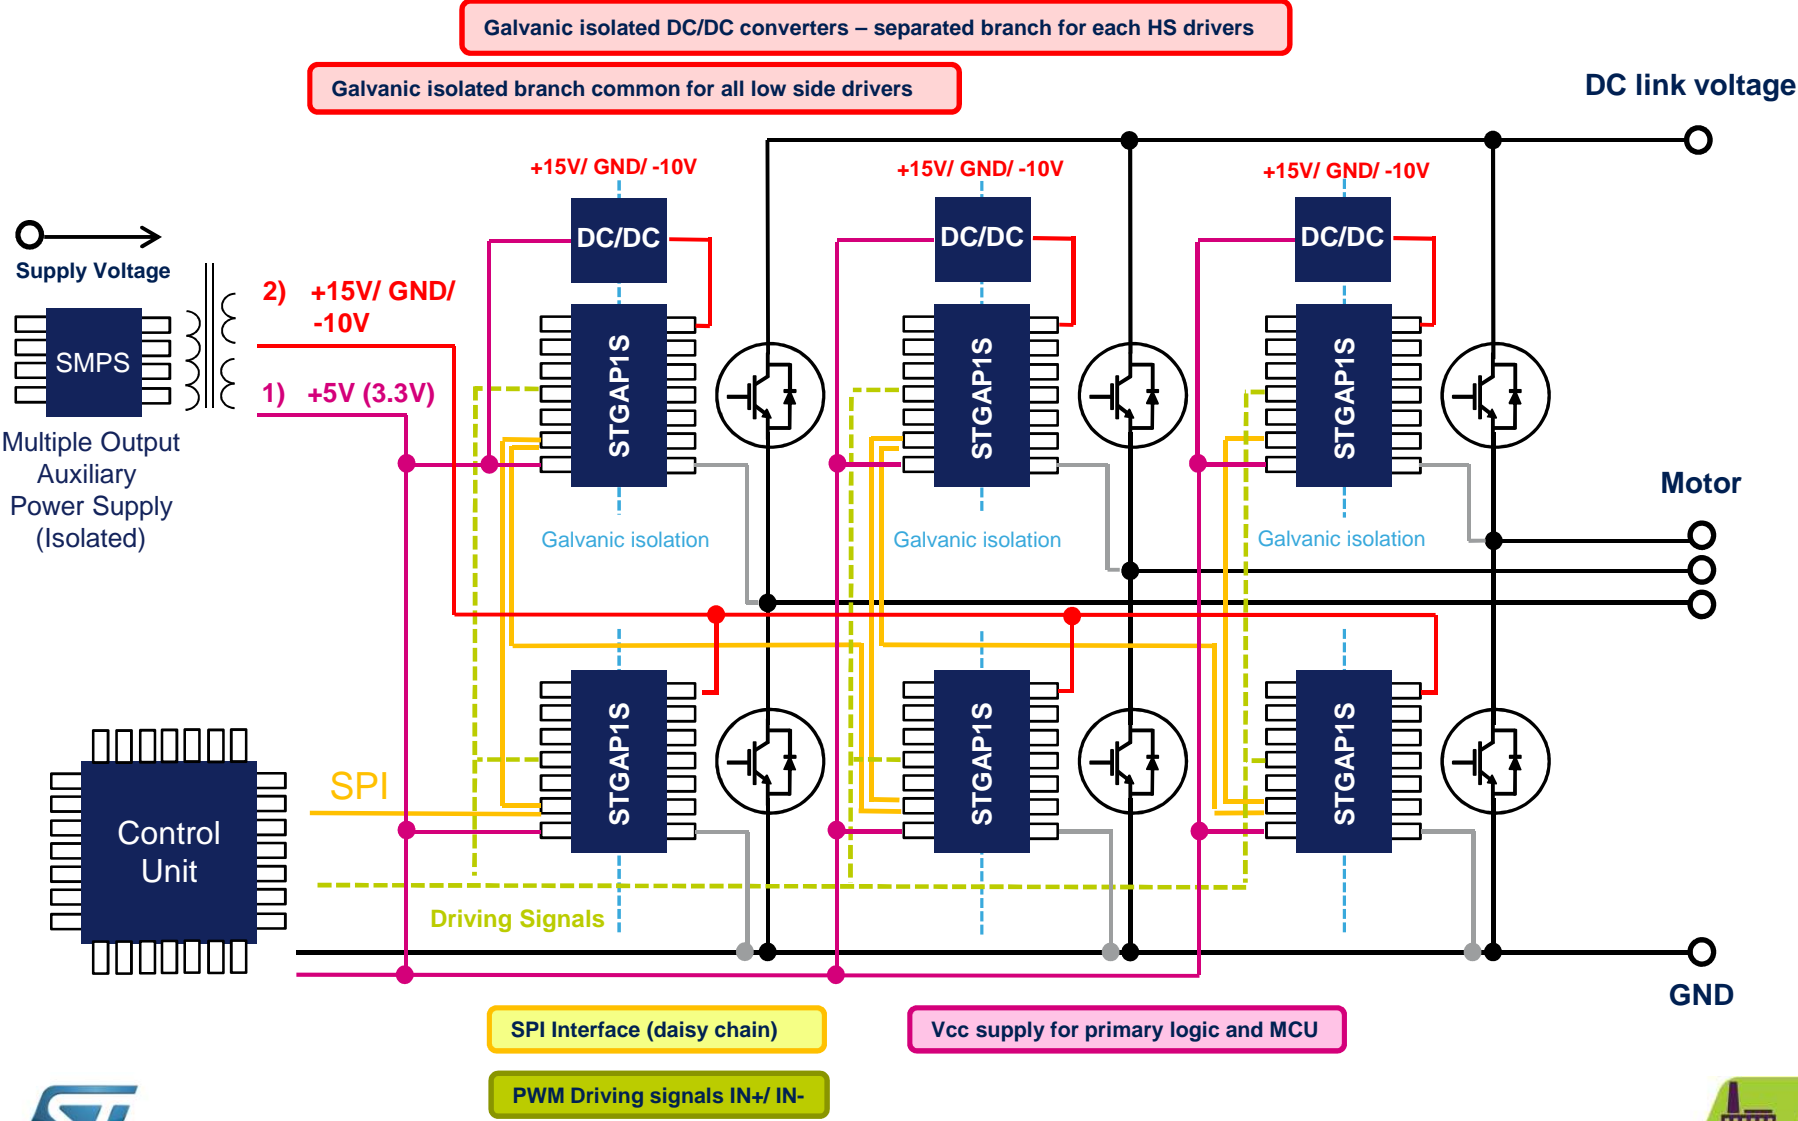 Galvanic isolated DC/DC converters – separated branch for each HS drivers
Galvanic isolated branch common for all low side drivers
DC link voltage
+15V/ GND/ -10V
+15V/ GND/ -10V
+15V/ GND/ -10V
DC/DC
DC/DC
DC/DC
Supply Voltage
2) +15V/ GND/
-10V
SMPS
1) +5V (3.3V)
Multiple Output
Auxiliary
Power Supply
(Isolated)
STGAP1S
STGAP1S
STGAP1S
Motor
Galvanic isolation
Galvanic isolation
Galvanic isolation
STGAP1S
STGAP1S
STGAP1S
SPI
Control
Unit
Driving Signals
GND
SPI Interface (daisy chain)
Vcc supply for primary logic and MCU
PWM Driving signals IN+/ IN-
ST